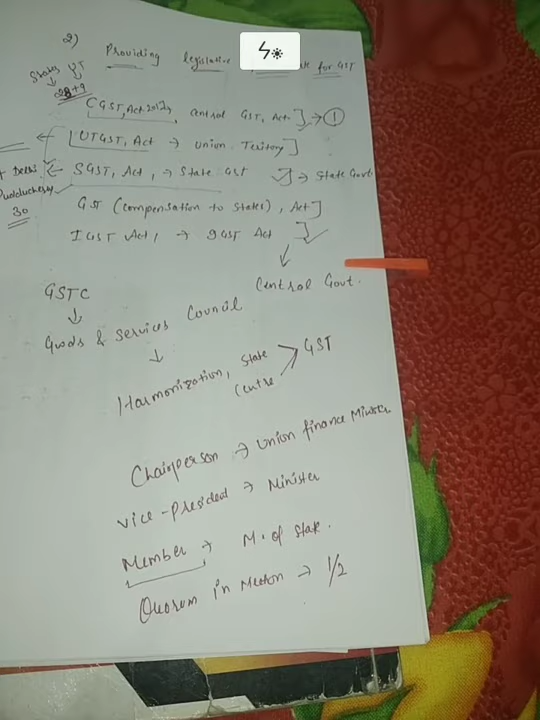 2)
Providing legislative for GST
States UT
28+9
CGST, Act 2017, Central GST, Act] → 1
UTGST, Act → Union Teritory]
+ Delhi ← SGST, Act, → State GST ] → State Govt
Puducherry
30
GST (Compensation to States), Act]
IGST Act, → IGST Act ]
Central Govt.
GSTC
Goods & Services Council
Harmonization, State
Centre
GST
Chairperson → Union finance Minister
Vice-President → Minister
Member → M. of State.
Quorum in → 1/2